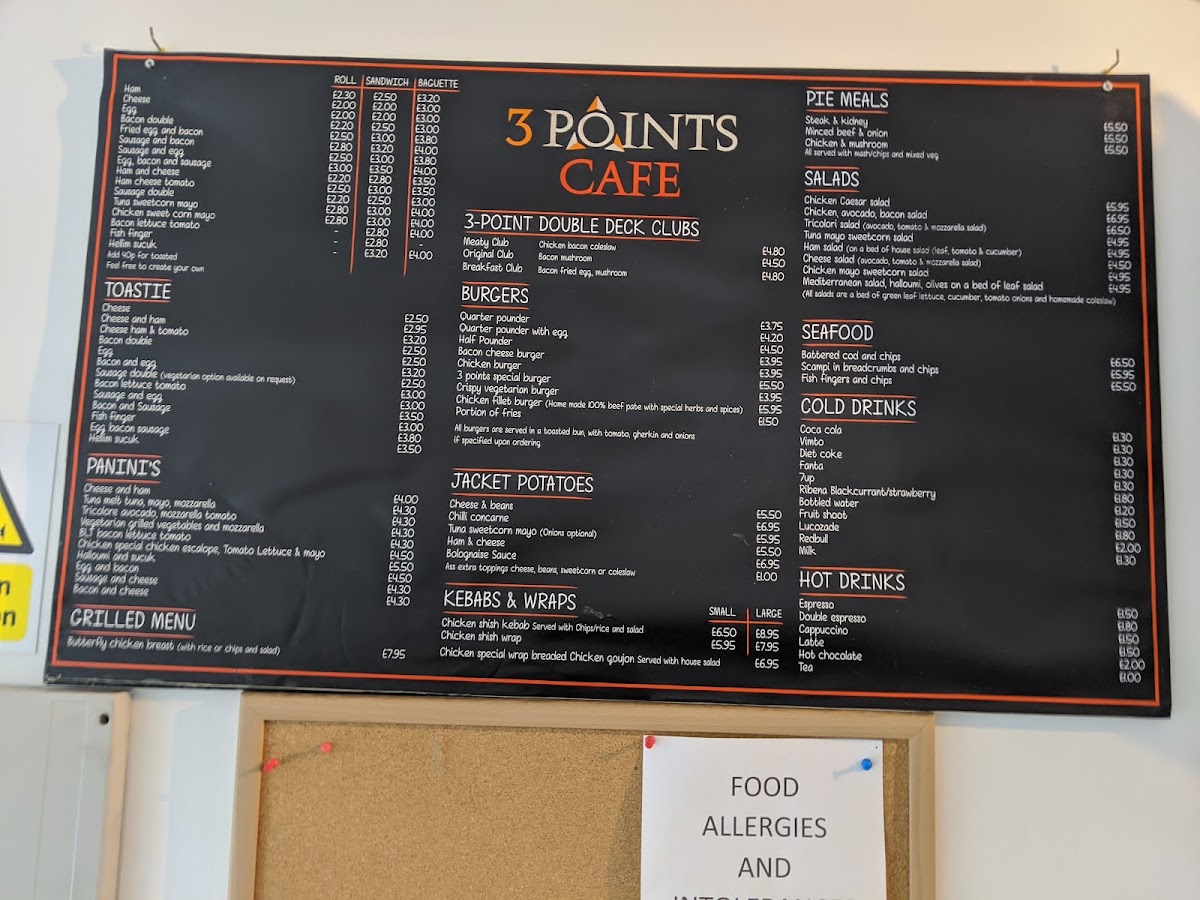 ROLL SANDWICH BAGUETTE
Ham
Cheese
Egg
Bacon double
Fried egg and bacon
Sausage and bacon
Sausage and egg
Egg, bacon and sausage
Ham and cheese
Ham cheese tomato
Sausage double
Tuna sweetcorn mayo
Chicken sweet corn mayo
Bacon lettuce tomato
Fish finger
Hellim sucuk
Add 40p for toasted
Feel free to create your own
£2.30
£2.00
£2.00
£2.20
£2.50
£2.80
£2.50
£3.00
£2.20
£2.50
£2.20
£2.80
£2.80
-
-
£2.50
£2.00
£2.00
£2.50
£3.00
£3.20
£3.00
£2.80
£3.00
£2.50
£3.00
£3.00
£2.80
£2.80
£3.20
£3.20
£3.00
£3.00
£3.00
£3.80
£4.00
£3.80
£4.00
£3.50
£3.50
£4.00
£4.00
£4.00
-
£4.00
TOASTIE
Cheese £2.50
Cheese and ham £2.95
Cheese ham & tomato £3.20
Bacon double £2.50
Egg £2.50
Bacon and egg £3.20
Sausage double (vegetarian option available on request) £2.50
Bacon lettuce tomato £3.00
Sausage and egg £3.00
Bacon and Sausage £3.50
Fish finger £3.00
Egg bacon sausage £3.80
Hellim sucuk £3.50
PANINI'S
Cheese and ham £4.00
Tuna melt tuna, mayo, mozzarella £4.30
Tricolore avocado, mozzarella tomato £4.30
Vegetarian grilled vegetables and mozzarella £4.30
BLT bacon lettuce tomato £4.30
Chicken special chicken escalope, Tomato Lettuce & mayo £4.50
Halloumi and sucuk £5.50
Egg and bacon £4.50
Sausage and cheese £4.30
Bacon and cheese £4.30
GRILLED MENU
Butterfly chicken breast (with rice or chips and salad) £7.95
3 POINTS
CAFE
3-POINT DOUBLE DECK CLUBS
Meaty Club Chicken bacon coleslaw £4.80
Original Club Bacon mushroom £4.50
Breakfast Club Bacon fried egg, mushroom £4.80
BURGERS
Quarter pounder £3.75
Quarter pounder with egg £4.20
Half Pounder £4.50
Bacon cheese burger £3.95
Chicken burger £3.95
3 points special burger £5.50
Crispy vegetarian burger £3.95
Chicken fillet burger (Home made 100% beef pate with special herbs and spices) £5.95
Portion of fries £1.50
All burgers are served in a toasted bun, with tomato, gherkin and onions
if specified upon ordering
JACKET POTATOES
Cheese & beans £5.50
Chilli concarne £6.95
Tuna sweetcorn mayo (Onions optional) £5.95
Ham & cheese £5.50
Bolognaise Sauce £6.95
Ass extra toppings cheese, beans, sweetcorn or coleslaw £1.00
KEBABS & WRAPS SMALL LARGE
Chicken shish kebab Served with Chips/rice and salad £6.50 £8.95
Chicken shish wrap £5.95 £7.95
Chicken special wrap breaded Chicken goujon Served with house salad £6.95
PIE MEALS
Steak & kidney £5.50
Minced beef & onion £5.50
Chicken & mushroom £5.50
All served with mash/chips and mixed veg
SALADS
Chicken Caesar salad £5.95
Chicken, avocado, bacon salad £6.95
Tricolori salad (avocado, tomato & mozzarella salad) £6.50
Tuna mayo sweetcorn salad £4.95
Ham salad (on a bed of house salad (leaf, tomato & cucumber) £4.95
Cheese salad (avocado, tomato & mozzarella salad) £4.50
Chicken mayo sweetcorn salad £4.95
Mediterranean salad, halloumi, olives on a bed of leaf salad £4.95
(All salads are a bed of green leaf lettuce, cucumber, tomato onions and homemade coleslaw)
SEAFOOD
Battered cod and chips £6.50
Scampi in breadcrumbs and chips £5.95
Fish fingers and chips £5.50
COLD DRINKS
Coca cola £1.30
Vimto £1.30
Diet coke £1.30
Fanta £1.30
7up £1.30
Ribena Blackcurrant/strawberry £1.80
Bottled water £1.20
Fruit shoot £1.50
Lucozade £1.80
Redbull £2.00
Milk £1.30
HOT DRINKS
Espresso £1.50
Double espresso £1.80
Cappuccino £1.50
Latte £1.50
Hot chocolate £2.00
Tea £1.00
FOOD
ALLERGIES
AND